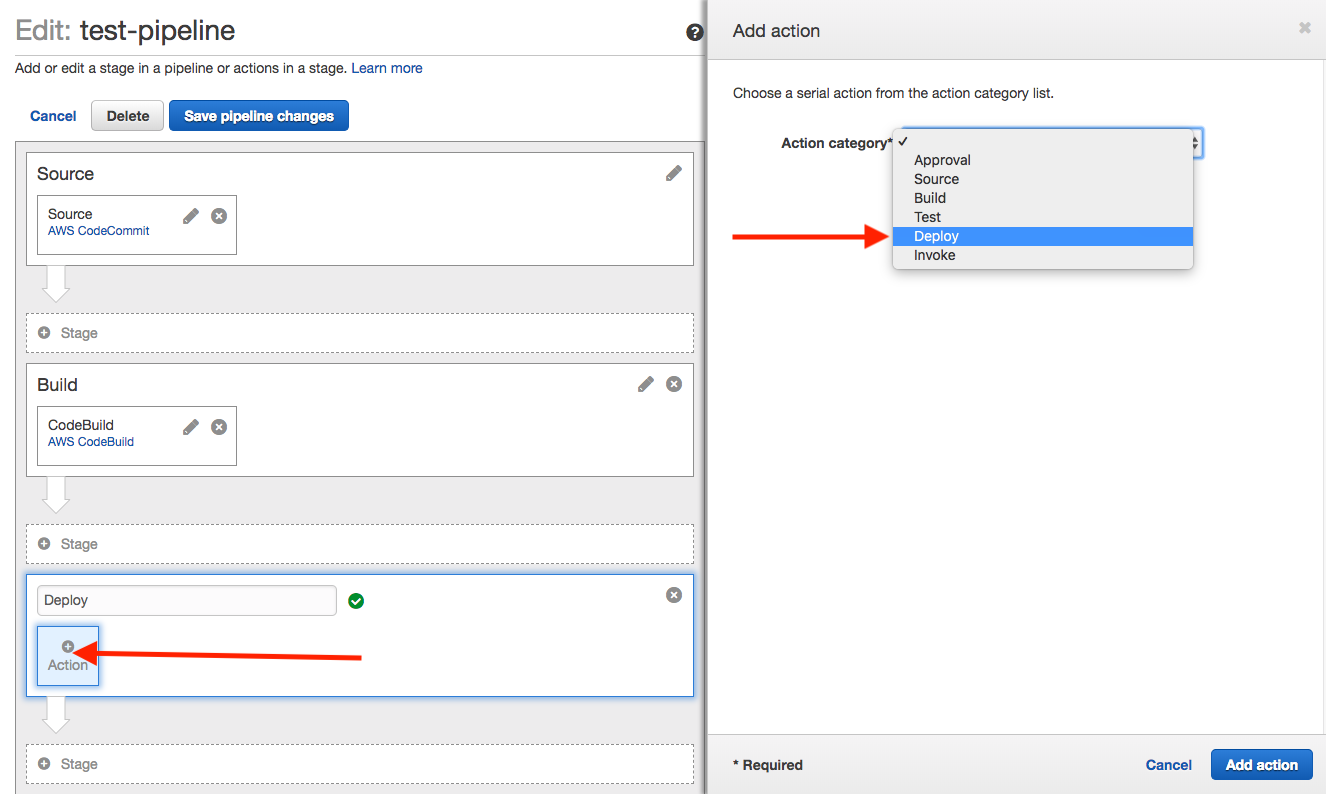 Edit: test-pipeline
?
Add or edit a stage in a pipeline or actions in a stage. Learn more
Cancel
Delete
Save pipeline changes
Source
Source
AWS CodeCommit
Stage
Build
CodeBuild
AWS CodeBuild
Stage
Deploy
Action
Stage
Add action
Choose a serial action from the action category list.
Action category*
Approval
Source
Build
Test
Deploy
Invoke
* Required
Cancel
Add action